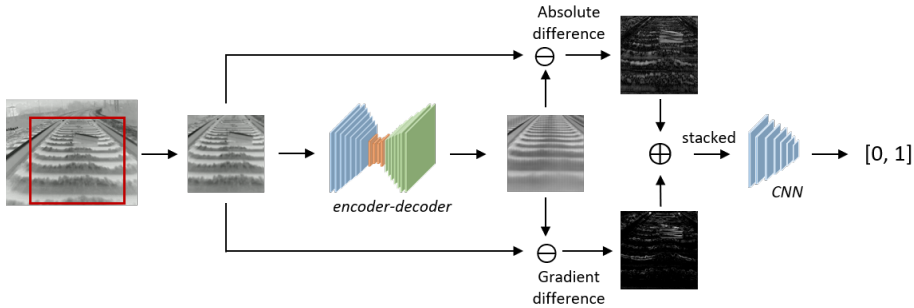 Absolute
difference
encoder-decoder
stacked
CNN
[0, 1]
Gradient
difference